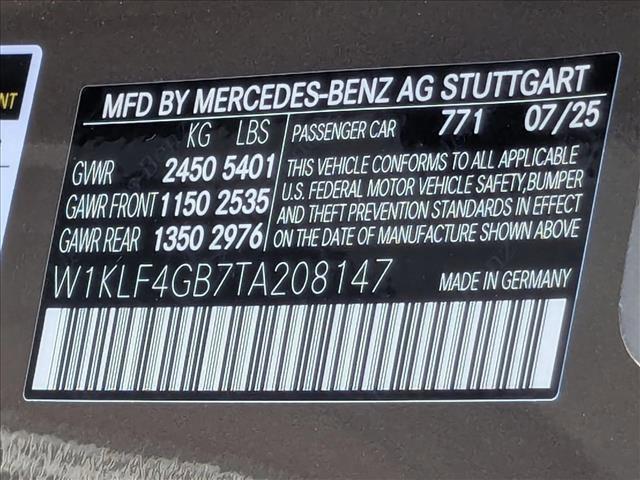 NT
MFD BY MERCEDES-BENZ AG STUTTGART
KG LBS
PASSENGER CAR 771 07/25
GVWR 2450 5401
GAWR FRONT 1150 2535
GAWR REAR 1350 2976
THIS VEHICLE CONFORMS TO ALL APPLICABLE
U.S. FEDERAL MOTOR VEHICLE SAFETY, BUMPER
AND THEFT PREVENTION STANDARDS IN EFFECT
ON THE DATE OF MANUFACTURE SHOWN ABOVE
W1KLF4GB7TA208147
MADE IN GERMANY